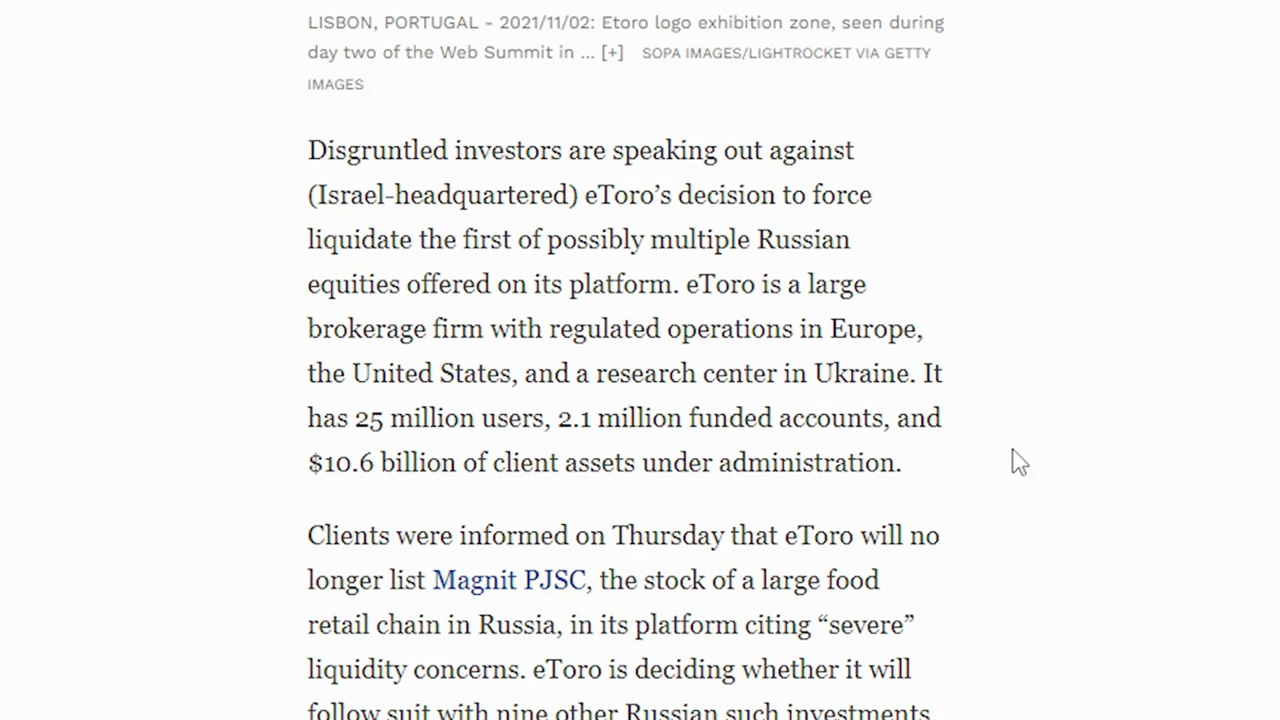 LISBON, PORTUGAL - 2021/11/02: Etoro logo exhibition zone, seen during
day two of the Web Summit in ... [+] SOPA IMAGES/LIGHTROCKET VIA GETTY
IMAGES
Disgruntled investors are speaking out against
(Israel-headquartered) eToro’s decision to force
liquidate the first of possibly multiple Russian
equities offered on its platform. eToro is a large
brokerage firm with regulated operations in Europe,
the United States, and a research center in Ukraine. It
has 25 million users, 2.1 million funded accounts, and
$10.6 billion of client assets under administration.
Clients were informed on Thursday that eToro will no
longer list Magnit PJSC, the stock of a large food
retail chain in Russia, in its platform citing “severe”
liquidity concerns. eToro is deciding whether it will
follow suit with nine other Russian such investments